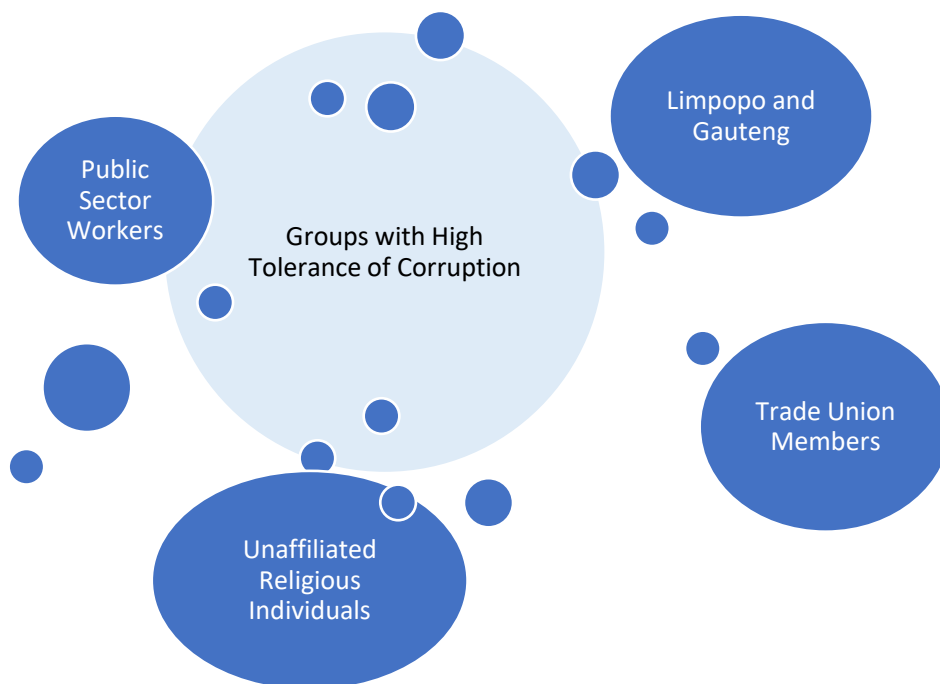 Limpopo and
Gauteng
Public
Sector
Workers
Groups with High
Tolerance of Corruption
Trade Union
Members
Unaffiliated
Religious
Individuals